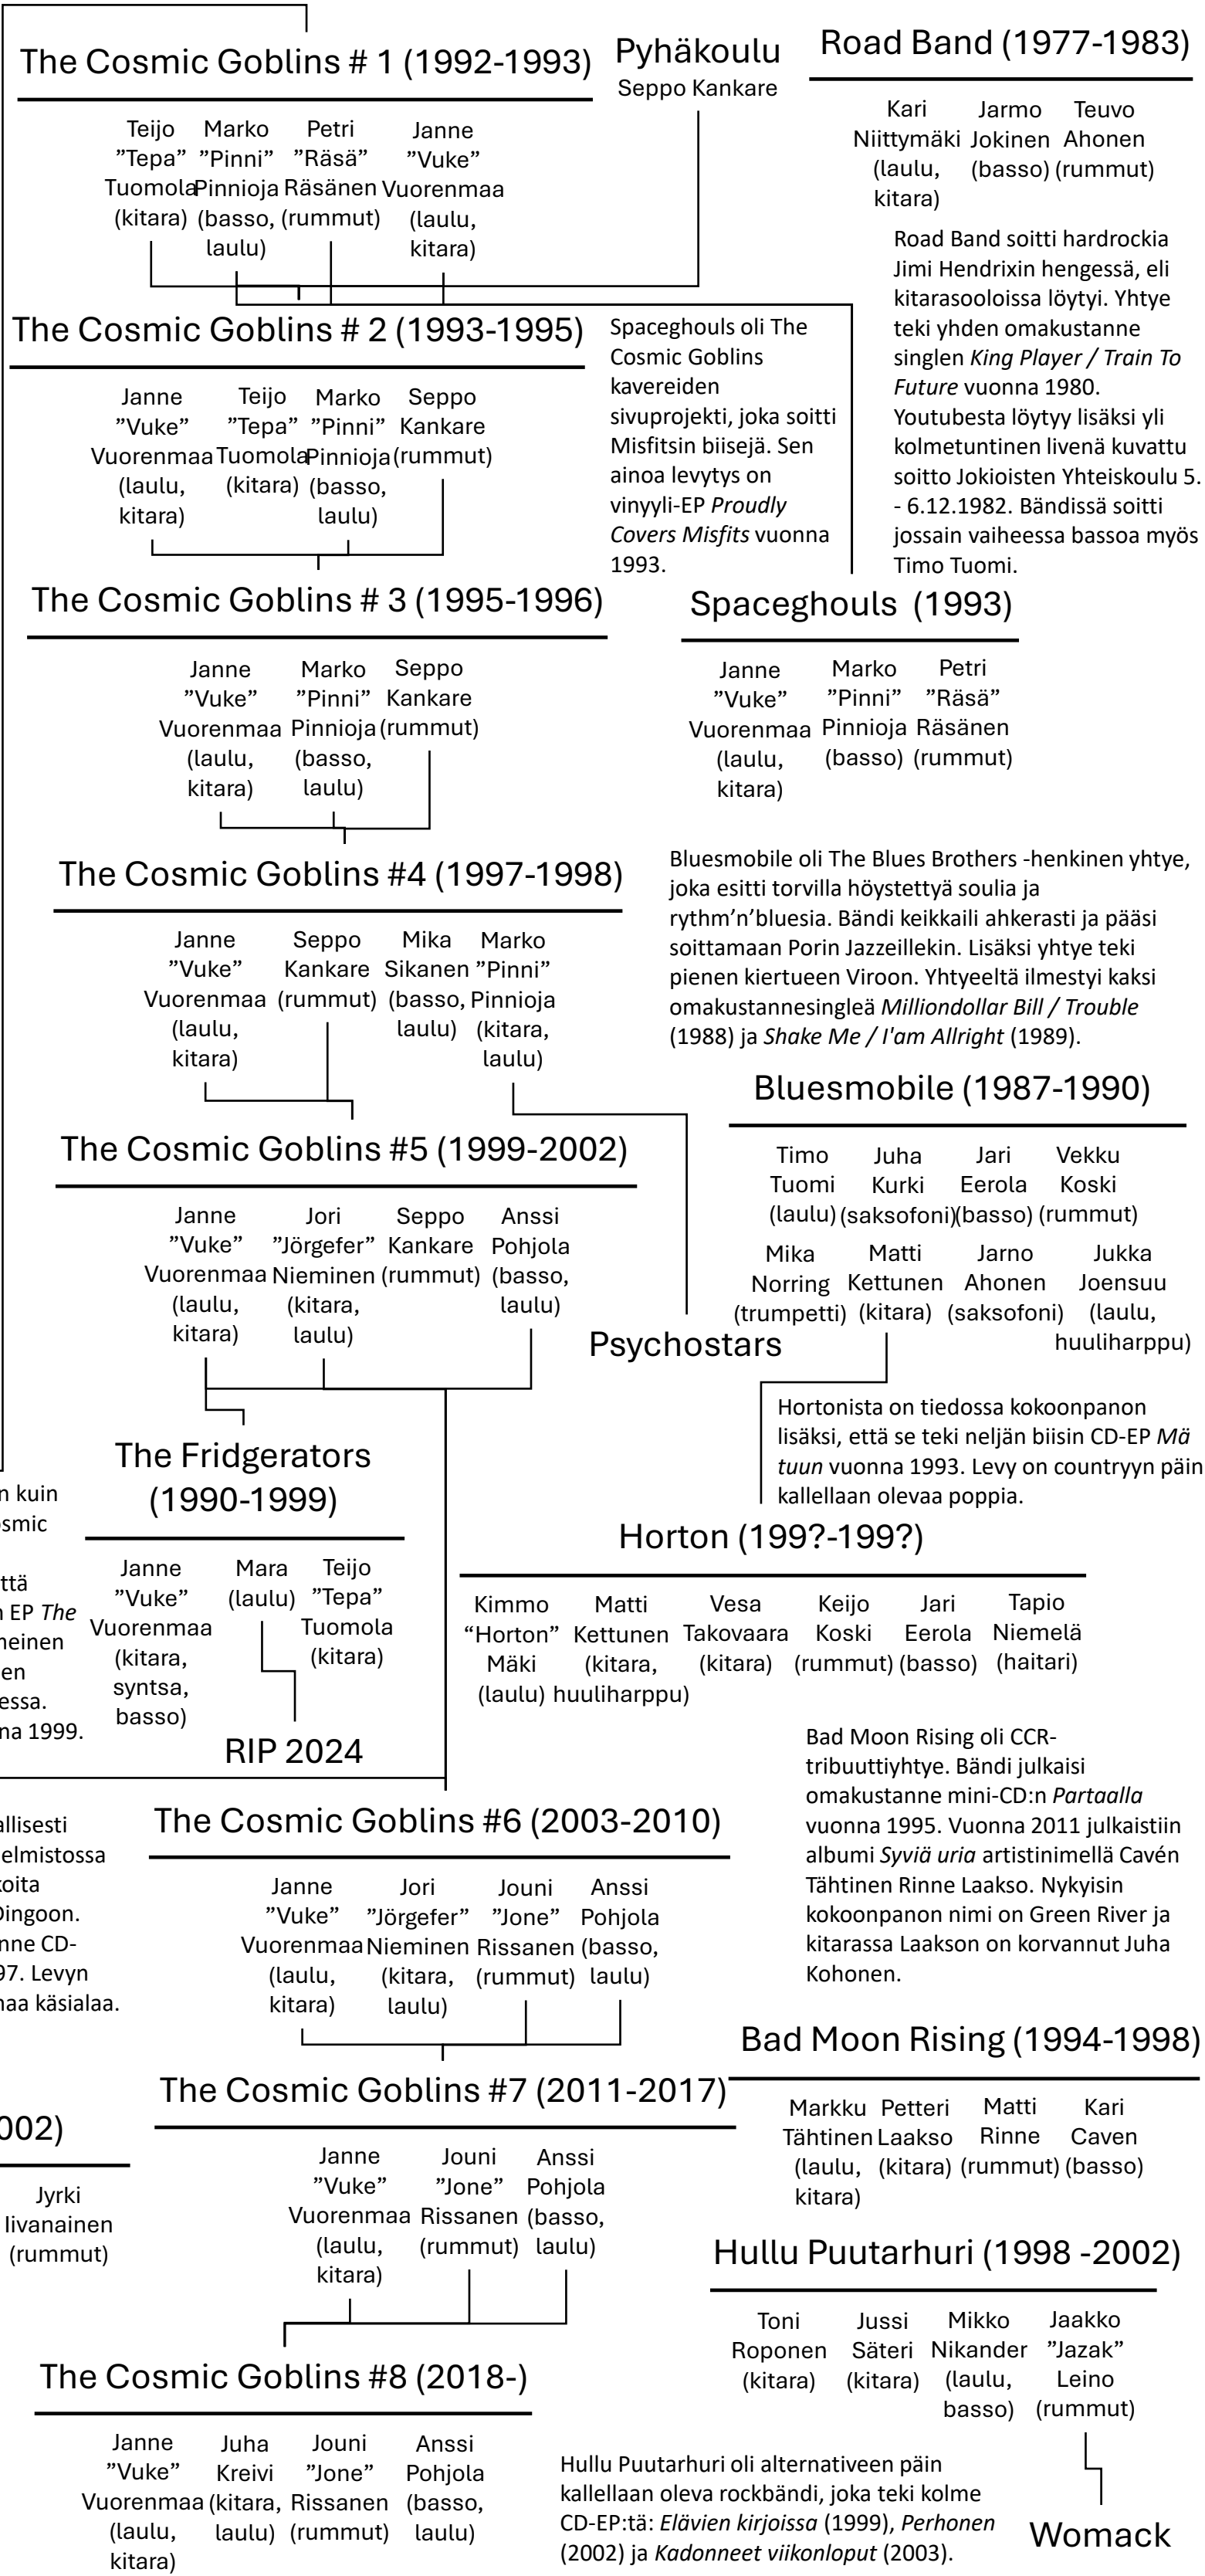 The Cosmic Goblins # 1 (1992-1993)
Teijo
”Tepa”
Tuomola
(kitara)
Marko
”Pinni”
Pinnioja
(basso,
laulu)
Petri
”Räsä”
Räsänen
(rummut)
Janne
”Vuke”
Vuorenmaa
(laulu,
kitara)
Pyhäkoulu
Seppo Kankare
Road Band (1977-1983)
Kari
Niittymäki
(laulu,
kitara)
Jarmo
Jokinen
(basso)
Teuvo
Ahonen
(rummut)
Road Band soitti hardrockia
Jimi Hendrixin hengessä, eli
kitarasooloissa löytyi. Yhtye
teki yhden omakustanne
singlen King Player / Train To
Future vuonna 1980.
Youtubesta löytyy lisäksi yli
kolmetuntinen livenä kuvattu
soitto Jokioisten Yhteiskoulu 5.
- 6.12.1982. Bändissä soitti
jossain vaiheessa bassoa myös
Timo Tuomi.
The Cosmic Goblins # 2 (1993-1995)
Janne
”Vuke”
Vuorenmaa
(laulu,
kitara)
Teijo
”Tepa”
Tuomola
(kitara)
Marko
”Pinni”
Pinnioja
(basso,
laulu)
Seppo
Kankare
(rummut)
Spaceghouls oli The
Cosmic Goblins
kavereiden
sivuprojekti, joka soitti
Misfitsin biisejä. Sen
ainoa levytys on
vinyyli-EP Proudly
Covers Misfits vuonna
1993.
The Cosmic Goblins # 3 (1995-1996)
Janne
”Vuke”
Vuorenmaa
(laulu,
kitara)
Marko
”Pinni”
Pinnioja
(basso,
laulu)
Seppo
Kankare
(rummut)
Spaceghouls (1993)
Janne
”Vuke”
Vuorenmaa
(laulu,
kitara)
Marko
”Pinni”
Pinnioja
(basso)
Petri
”Räsä”
Räsänen
(rummut)
The Cosmic Goblins #4 (1997-1998)
Janne
”Vuke”
Vuorenmaa
(laulu,
kitara)
Seppo
Kankare
(rummut)
Mika
Sikanen
(basso,
laulu)
Marko
”Pinni”
Pinnioja
(kitara,
laulu)
Bluesmobile oli The Blues Brothers -henkinen yhtye,
joka esitti torvilla höystettyä soulia ja
rythm’n’bluesia. Bändi keikkaili ahkerasti ja pääsi
soittamaan Porin Jazzeillekin. Lisäksi yhtye teki
pienen kiertueen Viroon. Yhtyeeltä ilmestyi kaksi
omakustannesingleä Milliondollar Bill / Trouble
(1988) ja Shake Me / I'am Allright (1989).
Bluesmobile (1987-1990)
Timo
Tuomi
(laulu)
Juha
Kurki
(saksofoni)
Jari
Eerola
(basso)
Vekku
Koski
(rummut)
Mika
Norring
(trumpetti)
Matti
Kettunen
(kitara)
Jarno
Ahonen
(saksofoni)
Jukka
Joensuu
(laulu,
huuliharppu)
The Cosmic Goblins #5 (1999-2002)
Janne
”Vuke”
Vuorenmaa
(laulu,
kitara)
Jori
”Jörgefer”
Nieminen
(kitara,
laulu)
Seppo
Kankare
(rummut)
Anssi
Pohjola
(basso,
laulu)
Psychostars
Hortonista on tiedossa kokoonpanon
lisäksi, että se teki neljän biisin CD-EP Mä
tuun vuonna 1993. Levy on countryyn päin
kallellaan olevaa poppia.
The Fridgerators
(1990-1999)
Janne
”Vuke”
Vuorenmaa
(kitara,
syntsa,
basso)
Mara
(laulu)
Teijo
”Tepa”
Tuomola
(kitara)
RIP 2024
n kuin
osmic
ttä
n EP The
neinen
en
essa.
na 1999.
Horton (199?-199?)
Kimmo
“Horton”
Mäki
(laulu)
Matti
Kettunen
(kitara,
huuliharppu)
Vesa
Takovaara
(kitara)
Keijo
Koski
(rummut)
Jari
Eerola
(basso)
Tapio
Niemelä
(haitari)
Bad Moon Rising oli CCR-
tribuuttiyhtye. Bändi julkaisi
omakustanne mini-CD:n Partaalla
vuonna 1995. Vuonna 2011 julkaistiin
albumi Syviä uria artistinimellä Cavén
Tähtinen Rinne Laakso. Nykyisin
kokoonpanon nimi on Green River ja
kitarassa Laakson on korvannut Juha
Kohonen.
allisesti
elmistossa
koita
Dingoon.
nne CD-
97. Levyn
naa käsialaa.
The Cosmic Goblins #6 (2003-2010)
Janne
”Vuke”
Vuorenmaa
(laulu,
kitara)
Jori
”Jörgefer”
Nieminen
(kitara,
laulu)
Jouni
”Jone”
Rissanen
(rummut)
Anssi
Pohjola
(basso,
laulu)
Bad Moon Rising (1994-1998)
Markku
Tähtinen
(laulu,
kitara)
Petteri
Laakso
(kitara)
Matti
Rinne
(rummut)
Kari
Caven
(basso)
The Cosmic Goblins #7 (2011-2017)
Janne
”Vuke”
Vuorenmaa
(laulu,
kitara)
Jouni
”Jone”
Rissanen
(rummut)
Anssi
Pohjola
(basso,
laulu)
002)
Jyrki
Iivanainen
(rummut)
Hullu Puutarhuri (1998 -2002)
Toni
Roponen
(kitara)
Jussi
Säteri
(kitara)
Mikko
Nikander
(laulu,
basso)
Jaakko
”Jazak”
Leino
(rummut)
The Cosmic Goblins #8 (2018-)
Janne
”Vuke”
Vuorenmaa
(laulu,
kitara)
Juha
Kreivi
(kitara,
laulu)
Jouni
”Jone”
Rissanen
(rummut)
Anssi
Pohjola
(basso,
laulu)
Hullu Puutarhuri oli alternativeen päin
kallellaan oleva rockbändi, joka teki kolme
CD-EP:tä: Elävien kirjoissa (1999), Perhonen
(2002) ja Kadonneet viikonloput (2003).
Womack